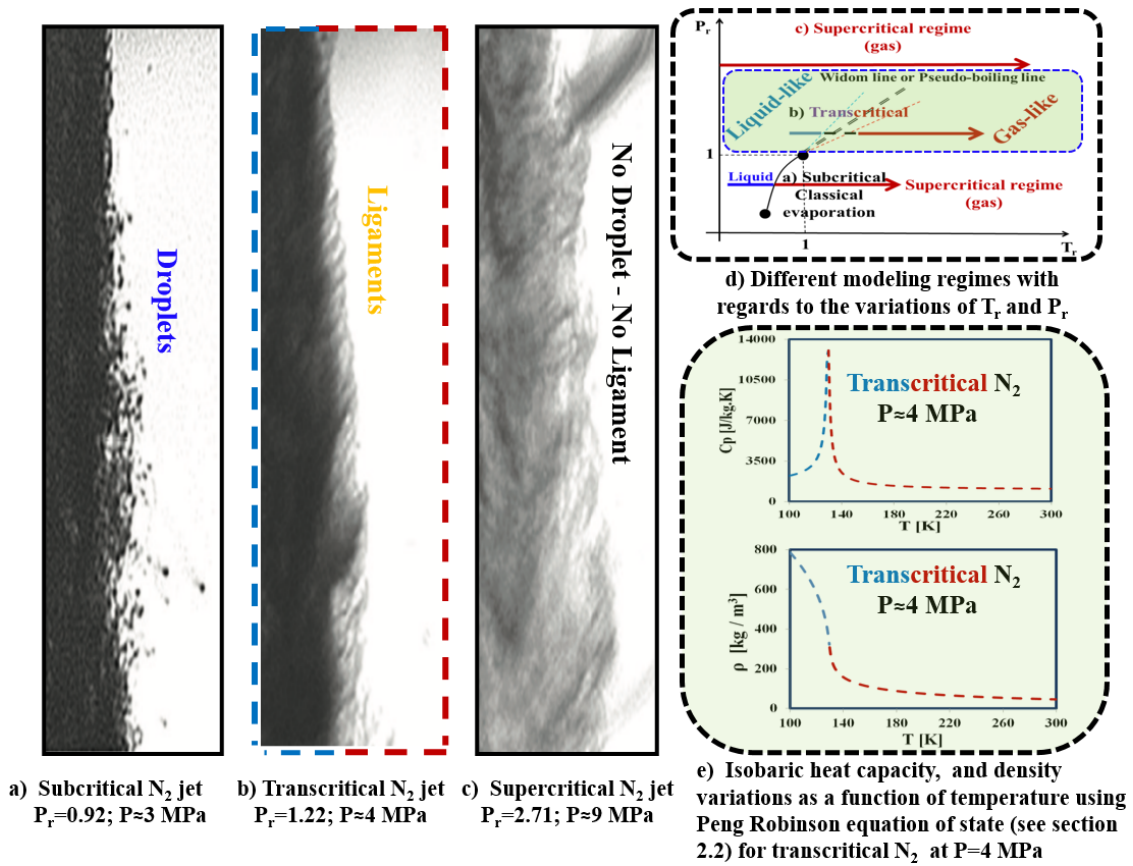 Droplets
Ligaments
No Droplet - No Ligament
a) Subcritical N₂ jet
Pᵣ=0.92; P≈3 MPa
b) Transcritical N₂ jet
Pᵣ=1.22; P≈4 MPa
c) Supercritical N₂ jet
Pᵣ=2.71; P≈9 MPa
Pᵣ
c) Supercritical regime
(gas)
Widom line or Pseudo-boiling line
Liquid-like
b) Transcritical
Gas-like
1
Liquid
a) Subcritical
Classical
evaporation
Supercritical regime
(gas)
1
Tᵣ
d) Different modeling regimes with
regards to the variations of Tᵣ and Pᵣ
14000
10500
7000
3500
0
Cp [J/kg.K]
Transcritical N₂
P≈4 MPa
100 140 180 220 260 300
T [K]
800
600
400
200
0
ρ [kg / m³]
Transcritical N₂
P≈4 MPa
100 140 180 220 260 300
T [K]
e) Isobaric heat capacity, and density
variations as a function of temperature using
Peng Robinson equation of state (see section
2.2) for transcritical N₂ at P=4 MPa